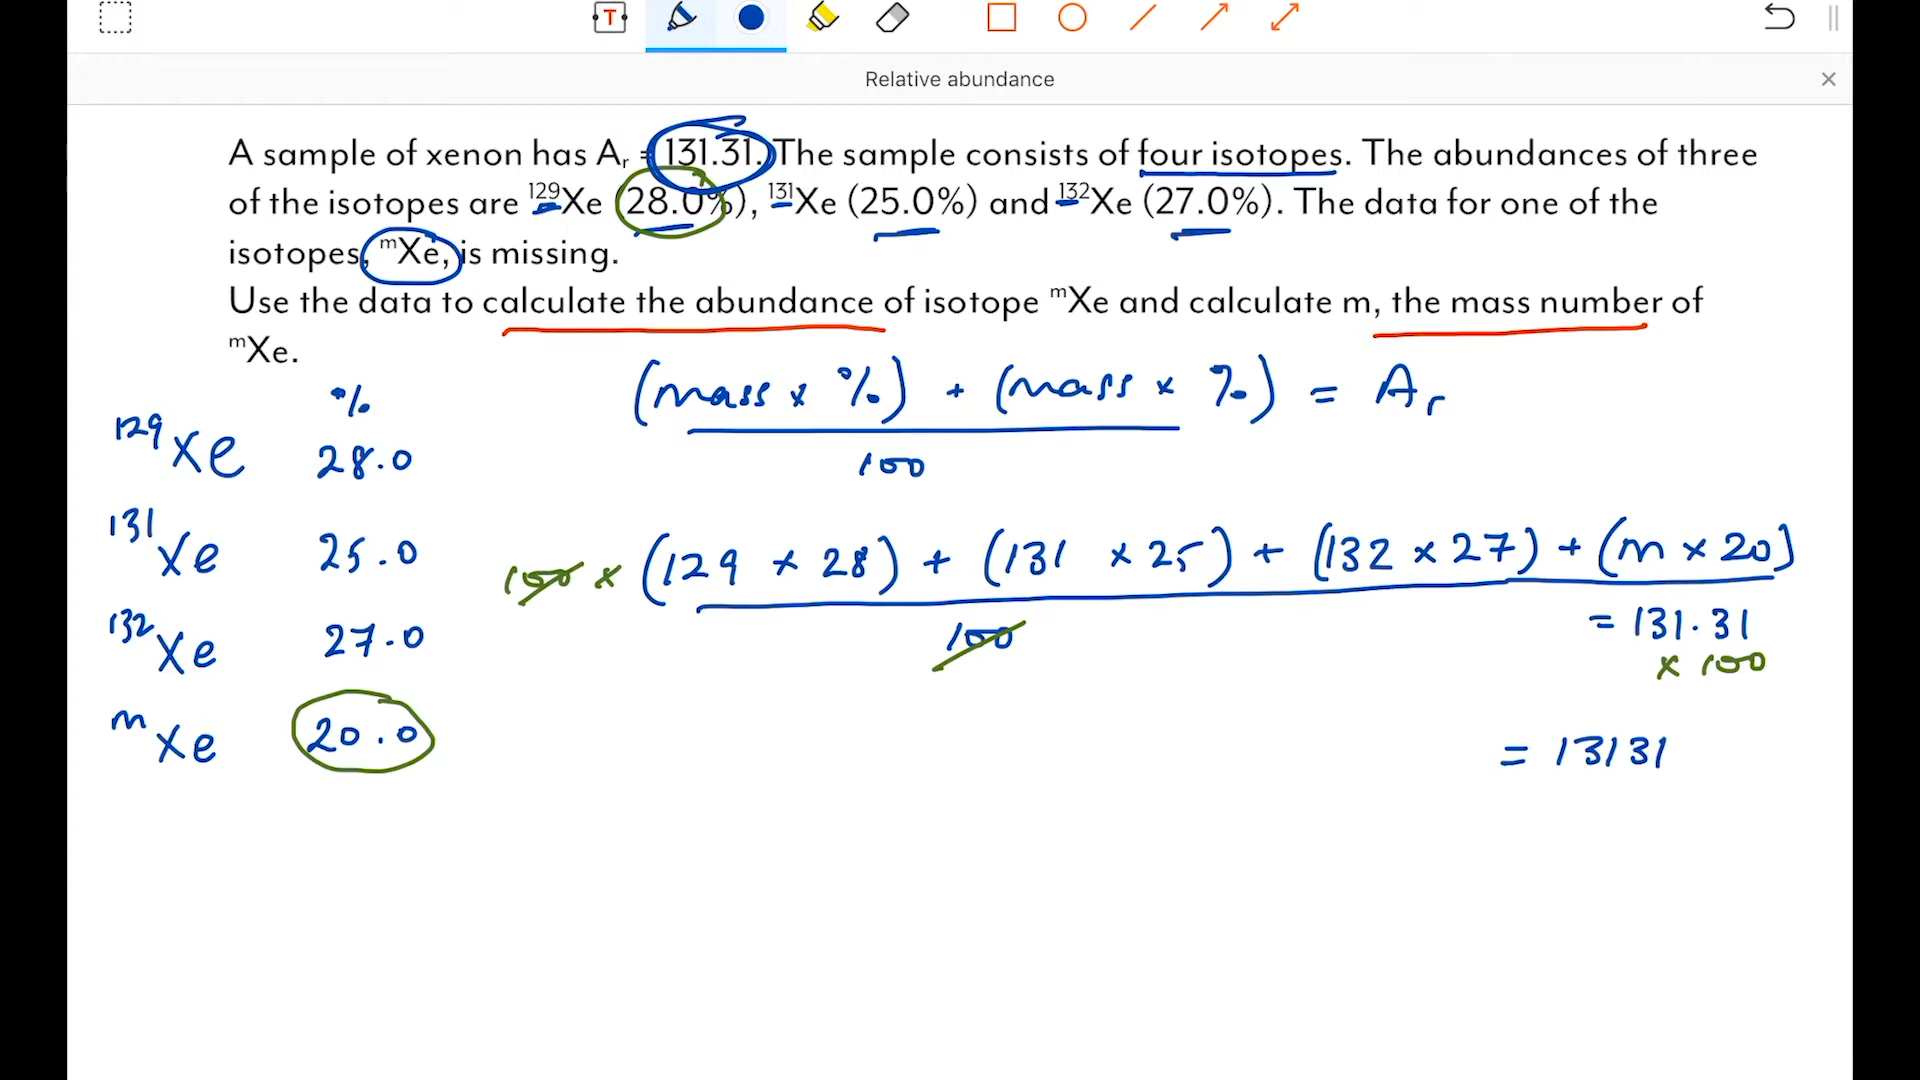 T
Relative abundance
A sample of xenon has Ar = 131.31. The sample consists of four isotopes. The abundances of three
of the isotopes are ¹²⁹Xe (28.0%), ¹³¹Xe (25.0%) and ¹³²Xe (27.0%). The data for one of the
isotopes, ᵐXe, is missing.
Use the data to calculate the abundance of isotope ᵐXe and calculate m, the mass number of
ᵐXe.
(mass × %) + (mass × %) = Ar
100
%
¹²⁹Xe 28.0
¹³¹Xe 25.0
100 × (129 × 28) + (131 × 25) + (132 × 27) + (m × 20)
100
= 131.31
× 100
¹³²Xe 27.0
ᵐXe 20.0
= 13131